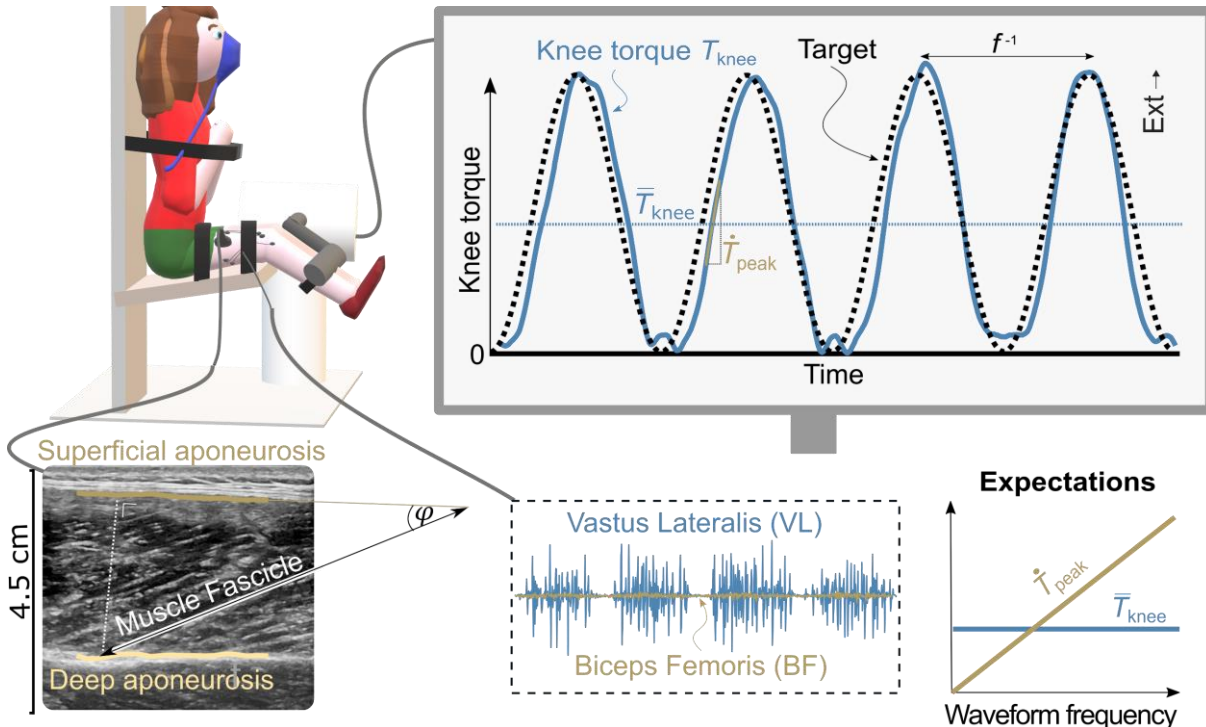 Knee torque T_knee
Target
f⁻¹
Ext →
Knee torque
T̿_knee
Ṫ_peak
0
Time
Superficial aponeurosis
4.5 cm
φ
Muscle Fascicle
Deep aponeurosis
Vastus Lateralis (VL)
Biceps Femoris (BF)
Expectations
Ṫ_peak
T̿_knee
Waveform frequency